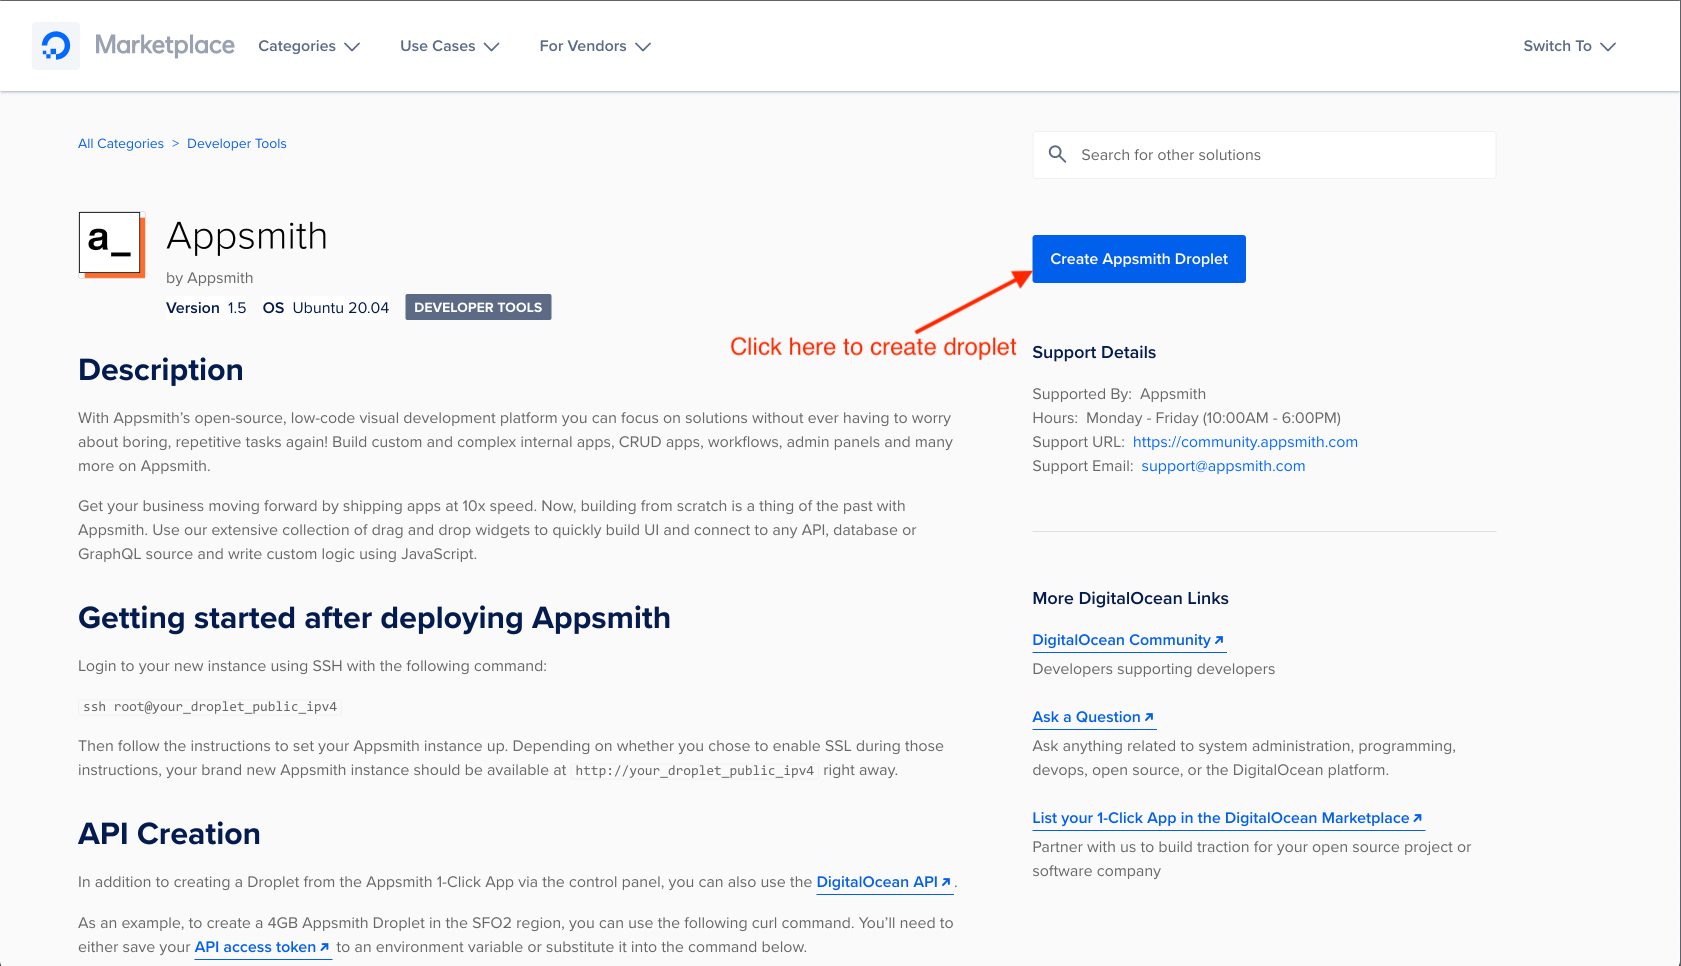 Marketplace
Categories
Use Cases
For Vendors
Switch To
All Categories > Developer Tools
Search for other solutions
a_
Appsmith
by Appsmith
Version 1.5 OS Ubuntu 20.04 DEVELOPER TOOLS
Create Appsmith Droplet
Click here to create droplet
Description
With Appsmith’s open-source, low-code visual development platform you can focus on solutions without ever having to worry
about boring, repetitive tasks again! Build custom and complex internal apps, CRUD apps, workflows, admin panels and many
more on Appsmith.
Get your business moving forward by shipping apps at 10x speed. Now, building from scratch is a thing of the past with
Appsmith. Use our extensive collection of drag and drop widgets to quickly build UI and connect to any API, database or
GraphQL source and write custom logic using JavaScript.
Getting started after deploying Appsmith
Login to your new instance using SSH with the following command:
ssh root@your_droplet_public_ipv4
Then follow the instructions to set your Appsmith instance up. Depending on whether you chose to enable SSL during those
instructions, your brand new Appsmith instance should be available at http://your_droplet_public_ipv4 right away.
API Creation
In addition to creating a Droplet from the Appsmith 1-Click App via the control panel, you can also use the DigitalOcean API.
As an example, to create a 4GB Appsmith Droplet in the SFO2 region, you can use the following curl command. You’ll need to
either save your API access token to an environment variable or substitute it into the command below.
Support Details
Supported By: Appsmith
Hours: Monday - Friday (10:00AM - 6:00PM)
Support URL: https://community.appsmith.com
Support Email: support@appsmith.com
More DigitalOcean Links
DigitalOcean Community
Developers supporting developers
Ask a Question
Ask anything related to system administration, programming,
devops, open source, or the DigitalOcean platform.
List your 1-Click App in the DigitalOcean Marketplace
Partner with us to build traction for your open source project or
software company